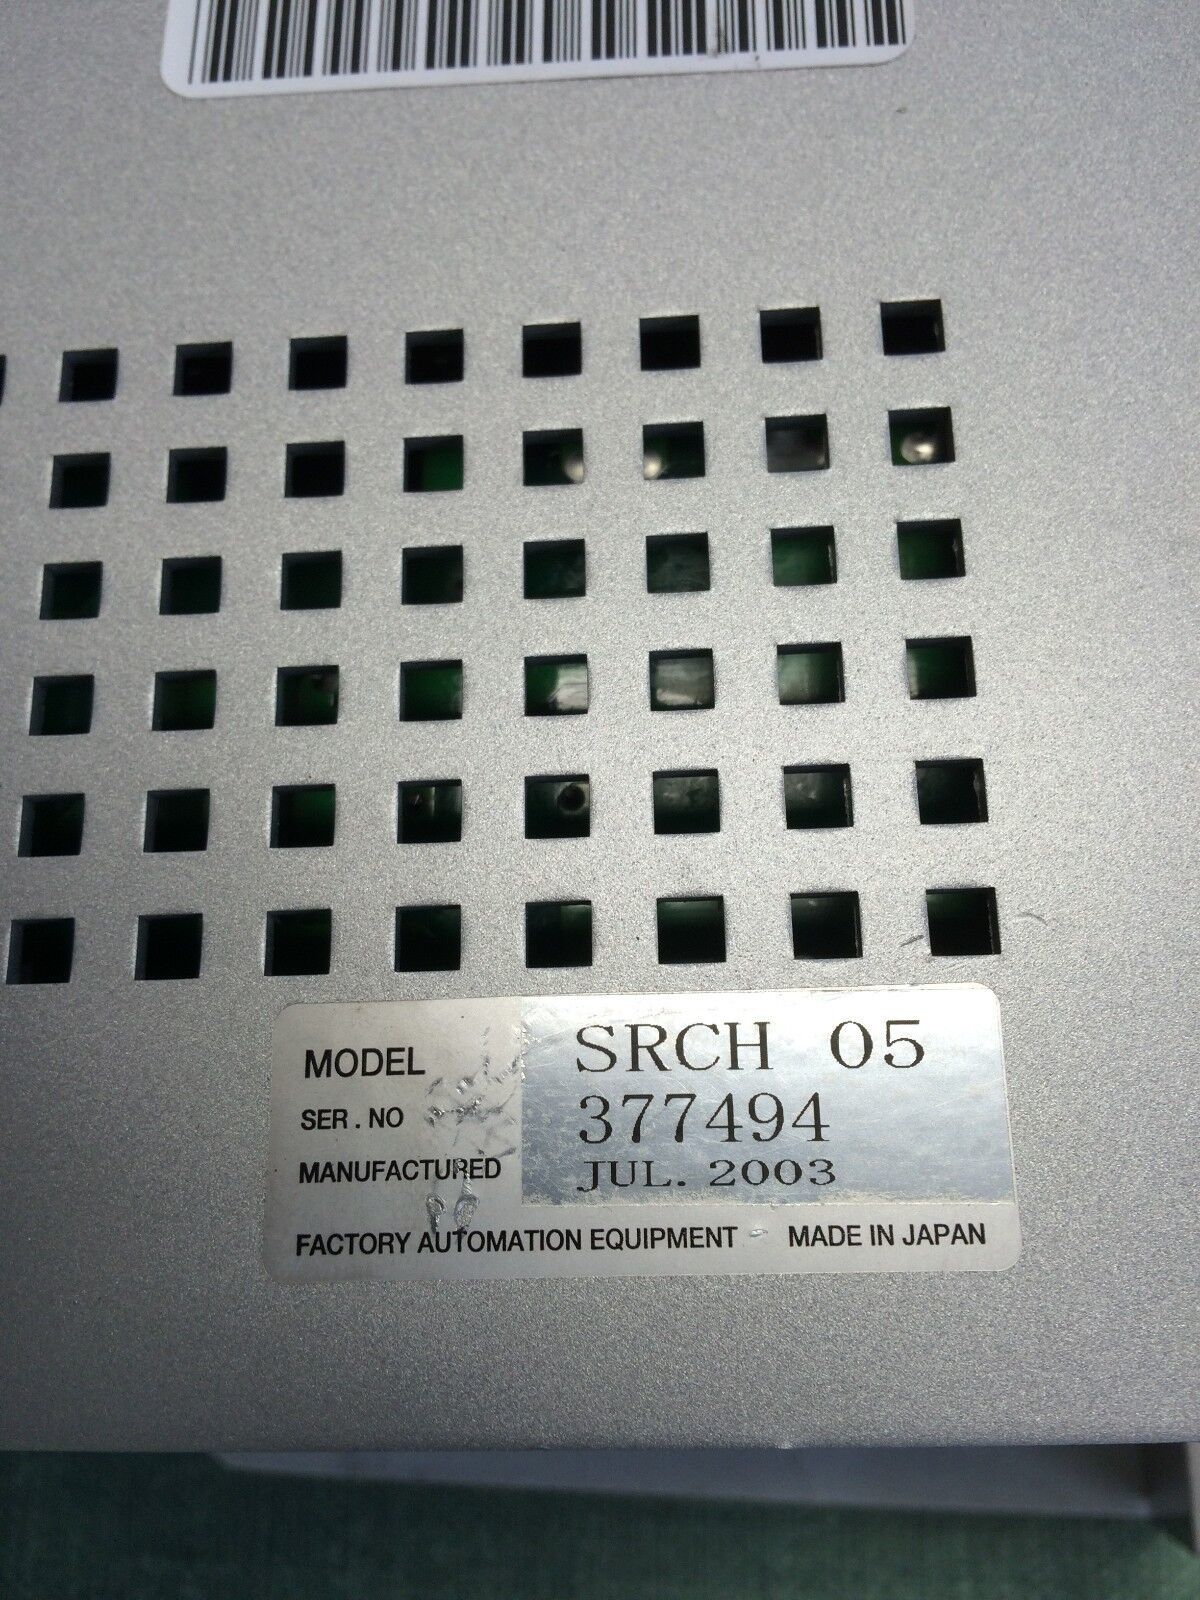 MODEL SRCH 05
SER. NO 377494
MANUFACTURED JUL. 2003
FACTORY AUTOMATION EQUIPMENT MADE IN JAPAN